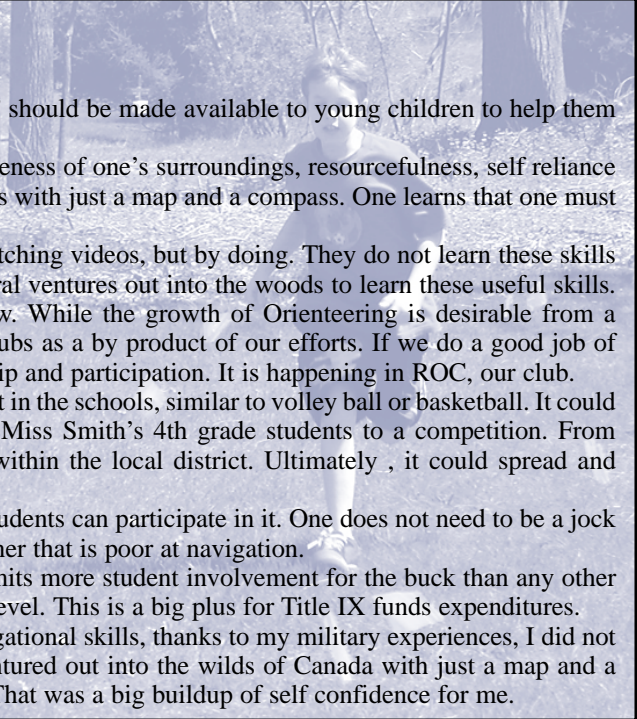 should be made available to young children to help them
eness of one’s surroundings, resourcefulness, self reliance
s with just a map and a compass. One learns that one must
tching videos, but by doing. They do not learn these skills
ral ventures out into the woods to learn these useful skills.
w. While the growth of Orienteering is desirable from a
ubs as a by product of our efforts. If we do a good job of
ip and participation. It is happening in ROC, our club.
t in the schools, similar to volley ball or basketball. It could
Miss Smith’s 4th grade students to a competition. From
within the local district. Ultimately , it could spread and
udents can participate in it. One does not need to be a jock
ner that is poor at navigation.
mits more student involvement for the buck than any other
evel. This is a big plus for Title IX funds expenditures.
gational skills, thanks to my military experiences, I did not
ntured out into the wilds of Canada with just a map and a
That was a big buildup of self confidence for me.